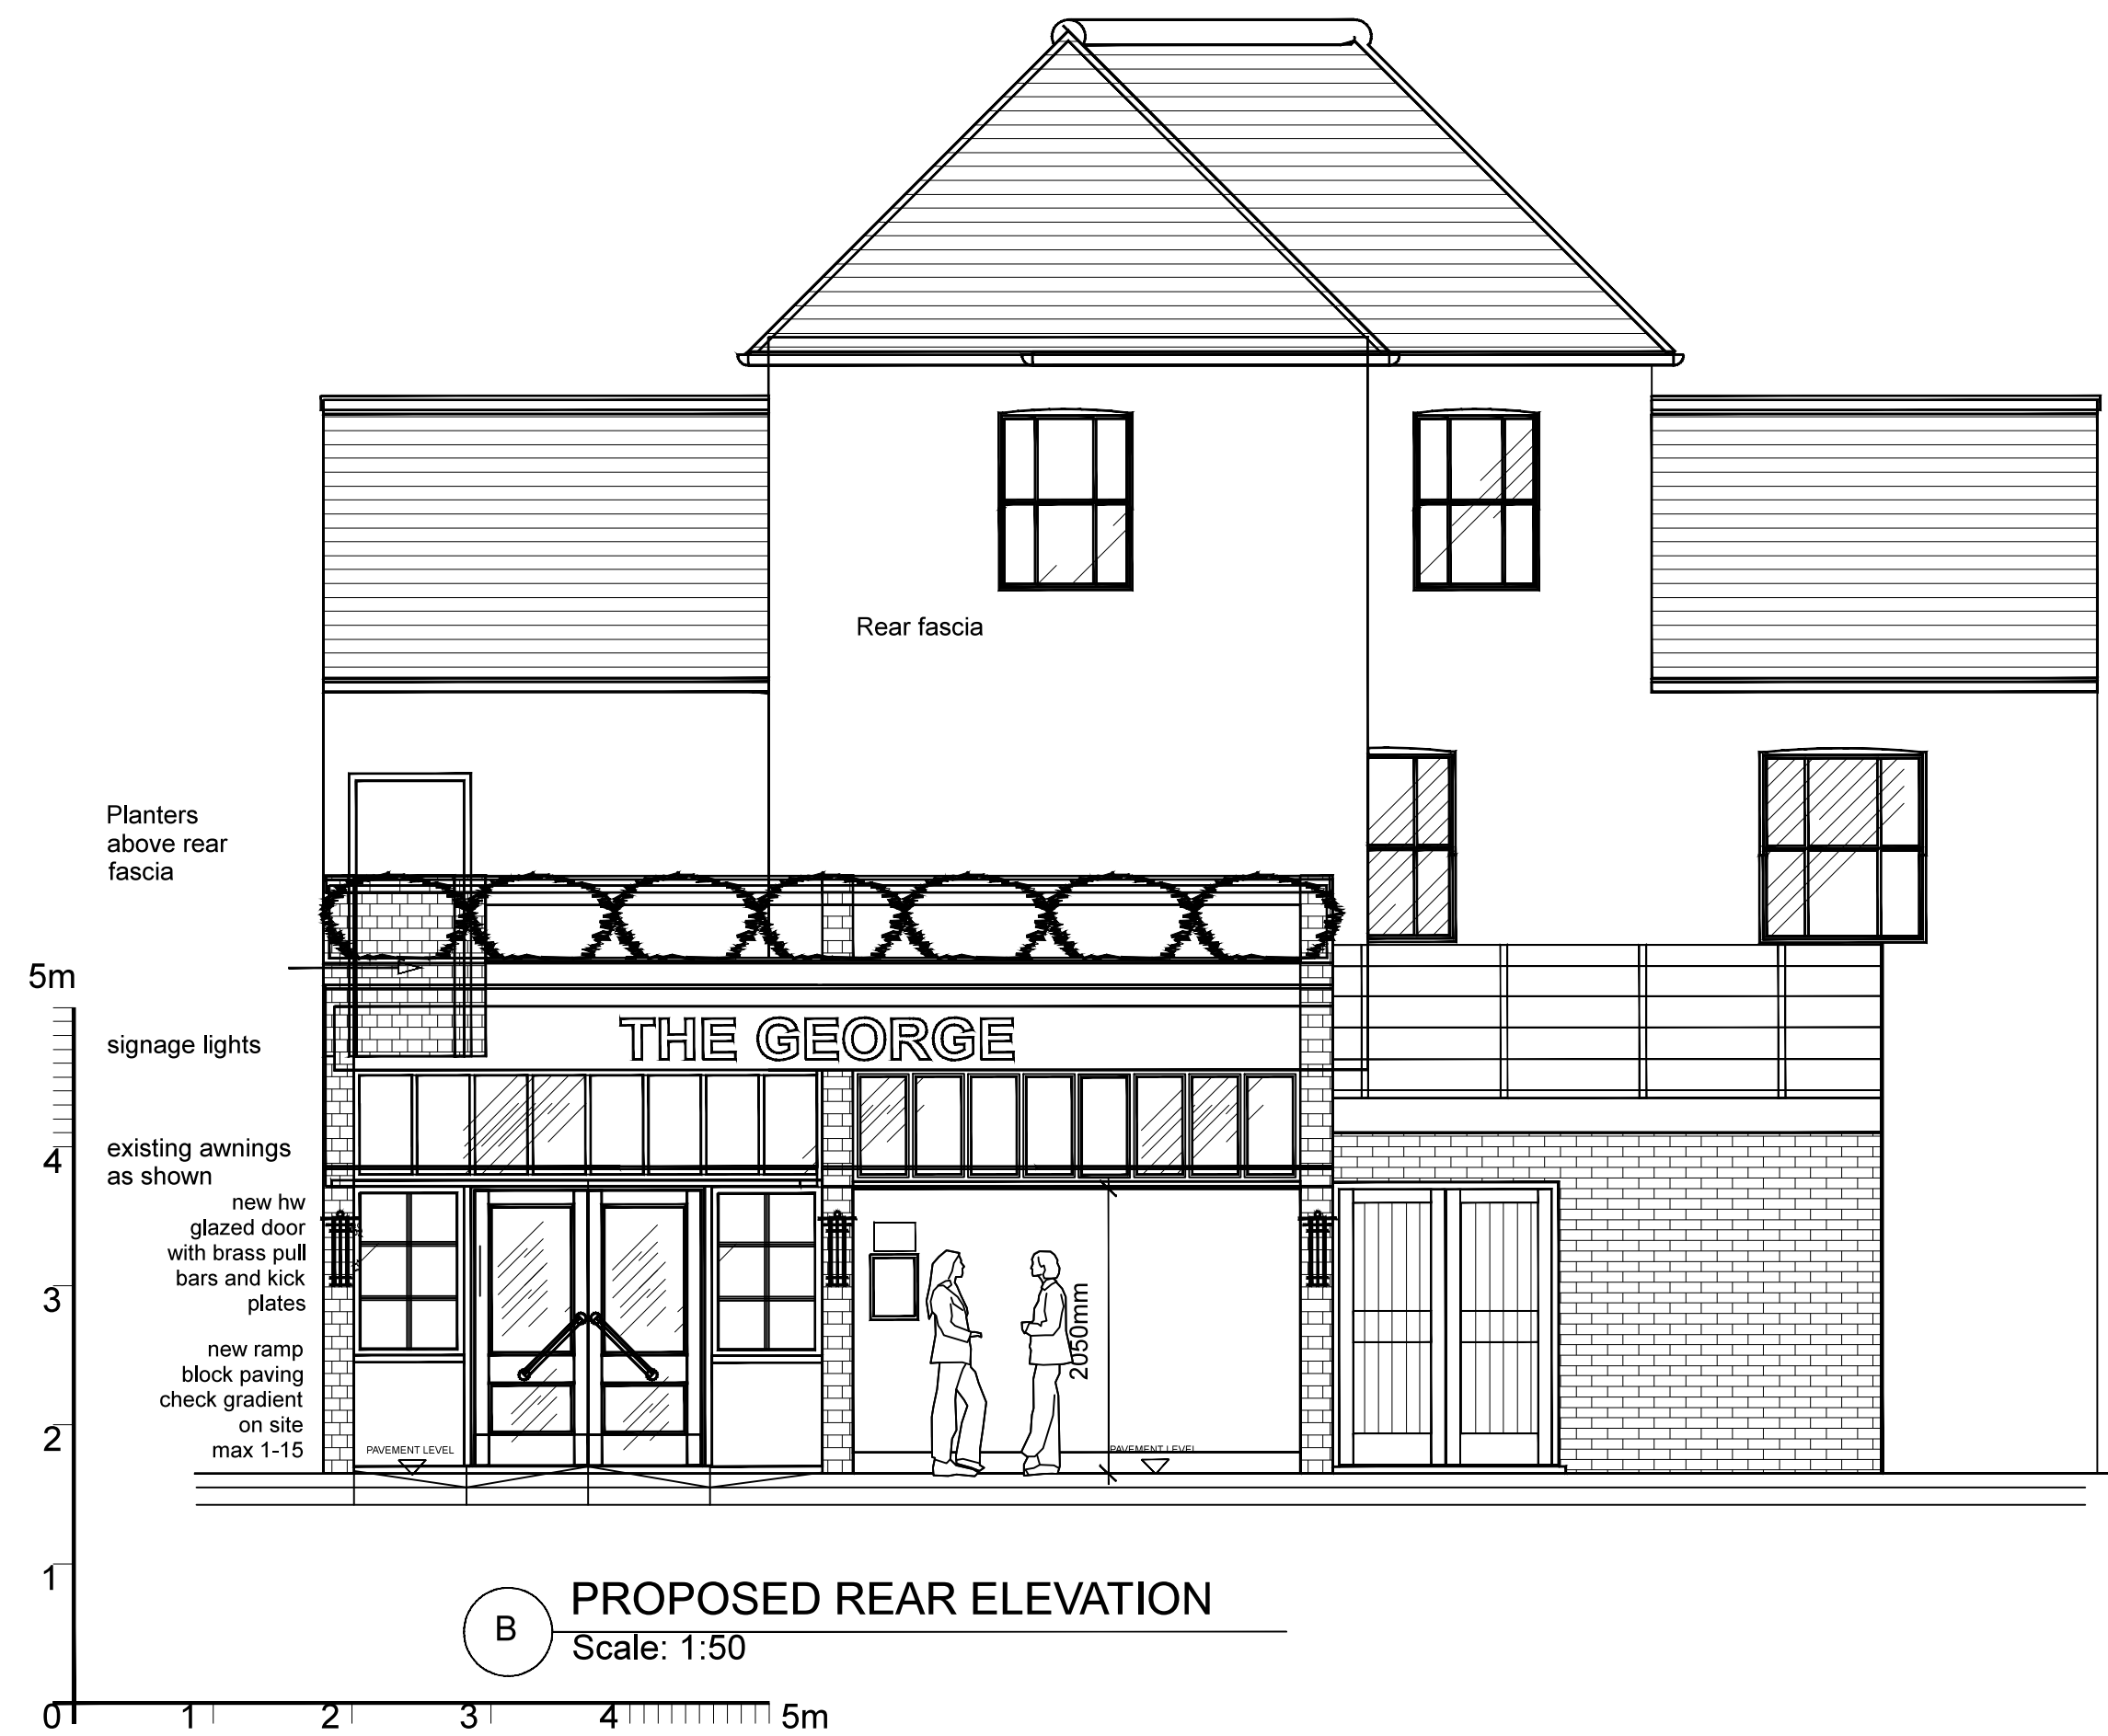 Rear fascia
Planters
above rear
fascia
5m
signage lights
THE GEORGE
existing awnings
as shown
4
new hw
glazed door
with brass pull
bars and kick
plates
3
2050mm
new ramp
block paving
check gradient
on site
max 1-15
2
PAVEMENT LEVEL
PAVEMENT LEVEL
1
B
PROPOSED REAR ELEVATION
Scale: 1:50
0 1 2 3 4 5m